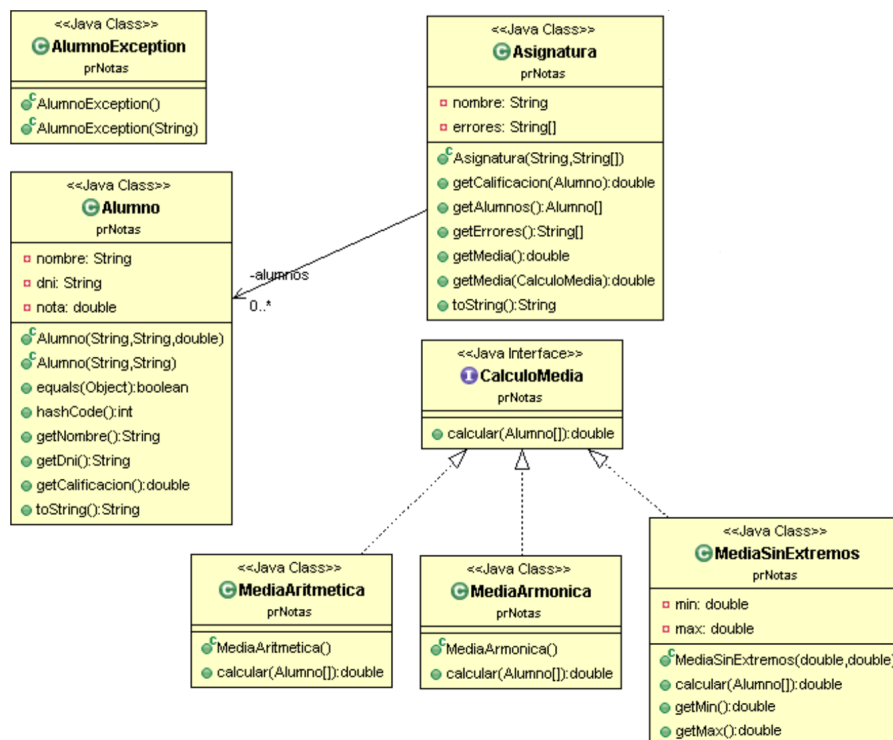 <<Java Class>>
AlumnoException
prNotas
AlumnoException()
AlumnoException(String)
<<Java Class>>
Asignatura
prNotas
nombre: String
errores: String[]
Asignatura(String,String[])
getCalificacion(Alumno):double
getAlumnos():Alumno[]
getErrores():String[]
getMedia():double
getMedia(CalculoMedia):double
toString():String
<<Java Class>>
Alumno
prNotas
nombre: String
dni: String
nota: double
Alumno(String,String,double)
Alumno(String,String)
equals(Object):boolean
hashCode():int
getNombre():String
getDni():String
getCalificacion():double
toString():String
-alumnos
0..*
<<Java Interface>>
CalculoMedia
prNotas
calcular(Alumno[]):double
<<Java Class>>
MediaAritmetica
prNotas
MediaAritmetica()
calcular(Alumno[]):double
<<Java Class>>
MediaArmonica
prNotas
MediaArmonica()
calcular(Alumno[]):double
<<Java Class>>
MediaSinExtremos
prNotas
min: double
max: double
MediaSinExtremos(double,double)
calcular(Alumno[]):double
getMin():double
getMax():double